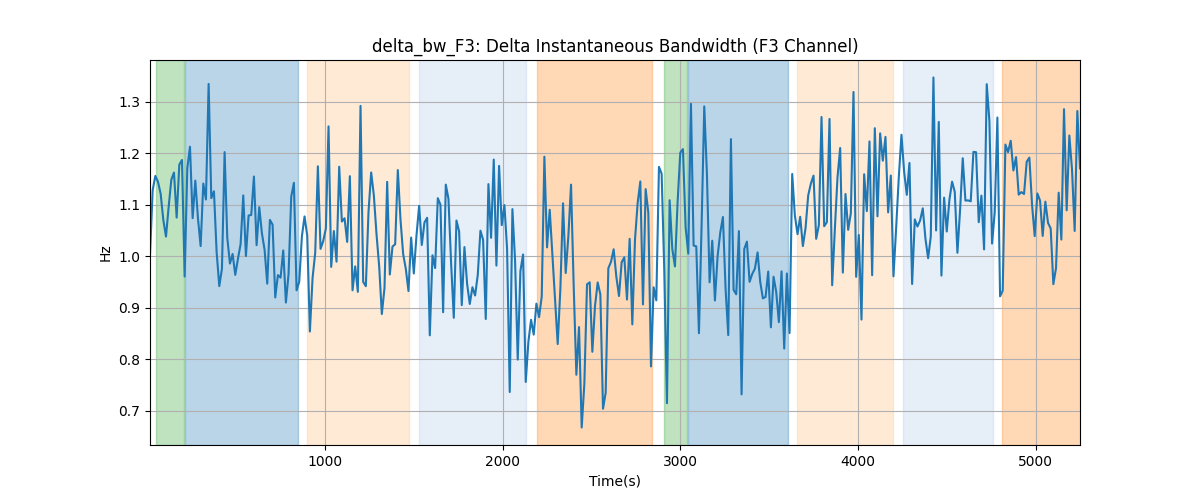 delta_bw_F3: Delta Instantaneous Bandwidth (F3 Channel)
1.3
1.2
1.1
1.0
0.9
0.8
0.7
Hz
1000 2000 3000 4000 5000
Time(s)